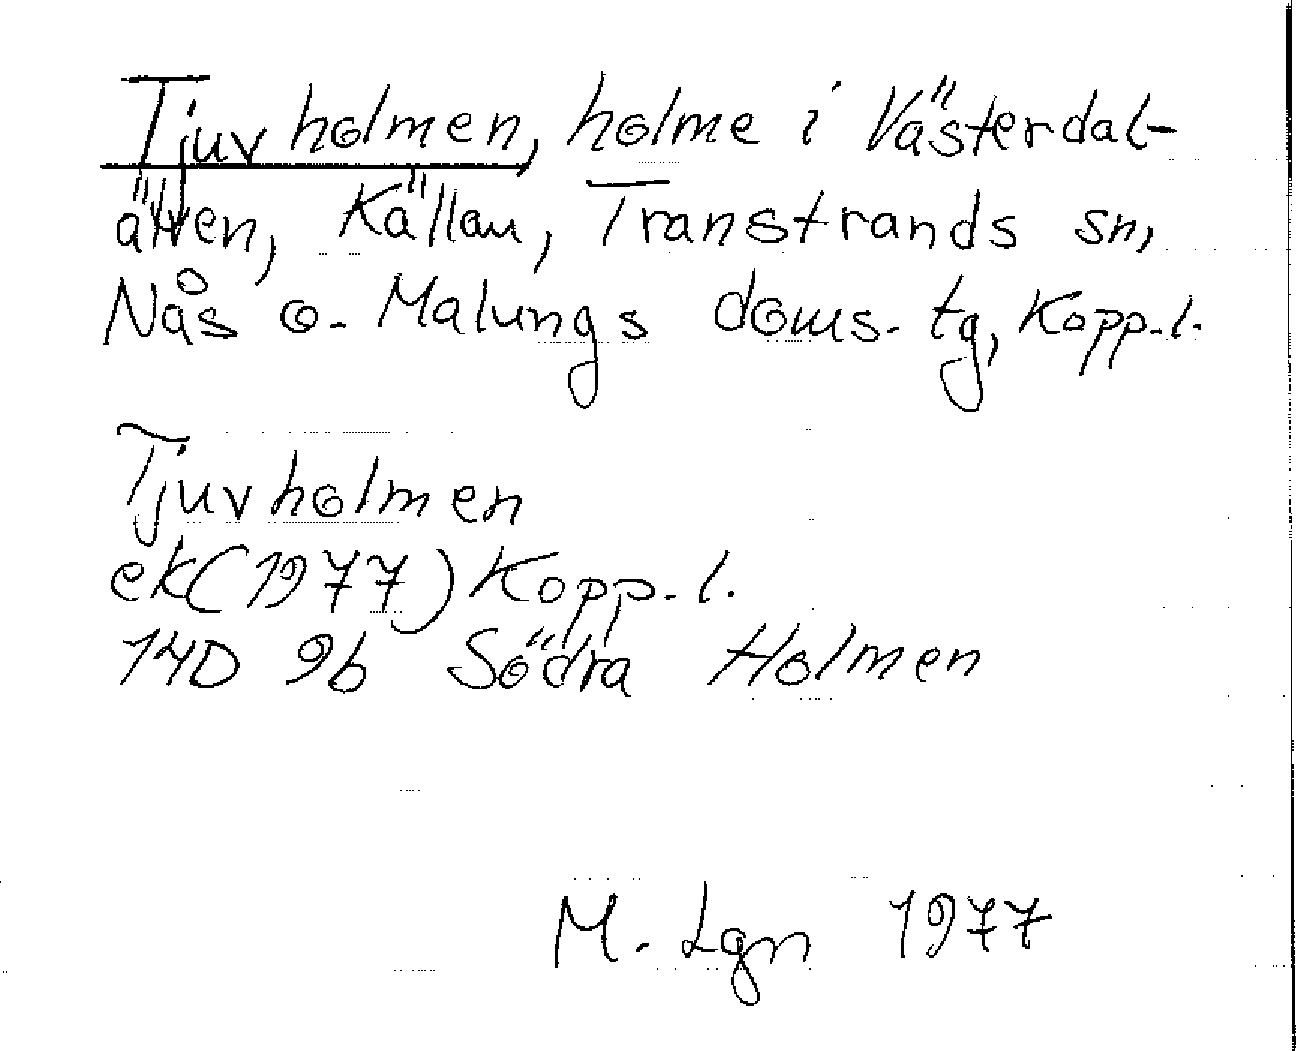 Tjuvholmen, holme i Västerdal-
älven, Källan, Transtrands sn,
Nås o. Malungs doms. tg, Kopp. l.
Tjuvholmen
ek (1977) Kopp. l.
14D 9b Södra Holmen
M. Lgn 1977